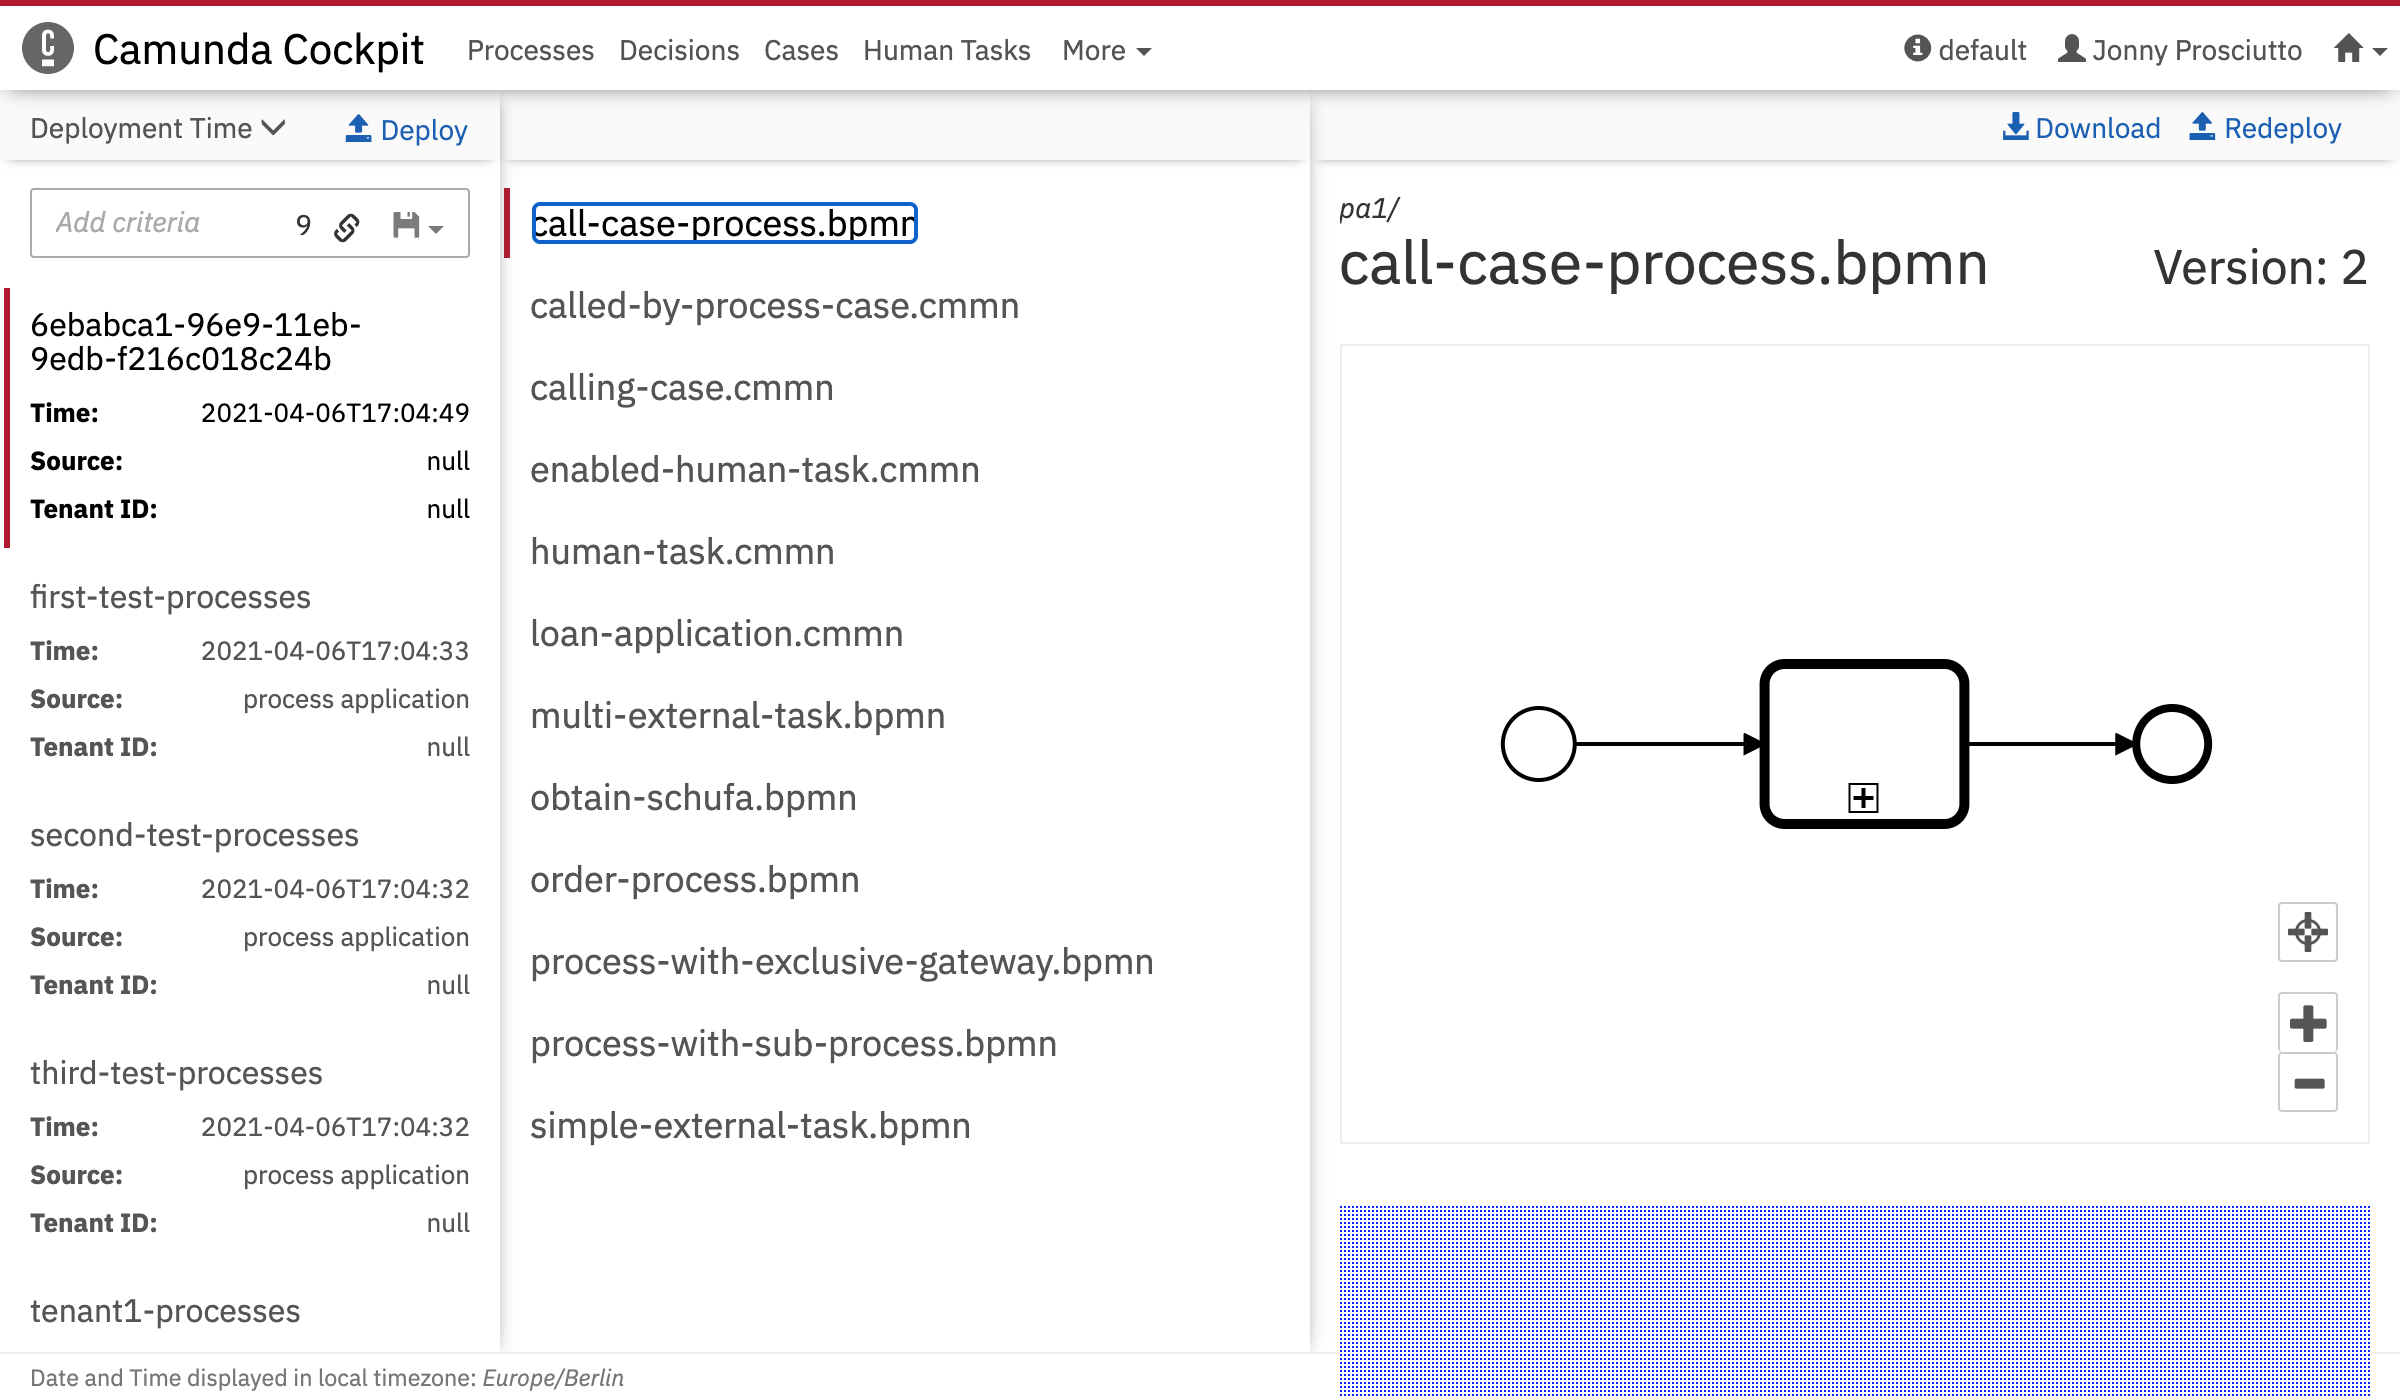 Camunda Cockpit Processes Decisions Cases Human Tasks More default Jonny Prosciutto
Deployment Time Deploy
Download Redeploy
Add criteria 9
6ebabca1-96e9-11eb-
9edb-f216c018c24b
Time: 2021-04-06T17:04:49
Source: null
Tenant ID: null
first-test-processes
Time: 2021-04-06T17:04:33
Source: process application
Tenant ID: null
second-test-processes
Time: 2021-04-06T17:04:32
Source: process application
Tenant ID: null
third-test-processes
Time: 2021-04-06T17:04:32
Source: process application
Tenant ID: null
tenant1-processes
call-case-process.bpmn
called-by-process-case.cmmn
calling-case.cmmn
enabled-human-task.cmmn
human-task.cmmn
loan-application.cmmn
multi-external-task.bpmn
obtain-schufa.bpmn
order-process.bpmn
process-with-exclusive-gateway.bpmn
process-with-sub-process.bpmn
simple-external-task.bpmn
pa1/
call-case-process.bpmn Version: 2
Date and Time displayed in local timezone: Europe/Berlin